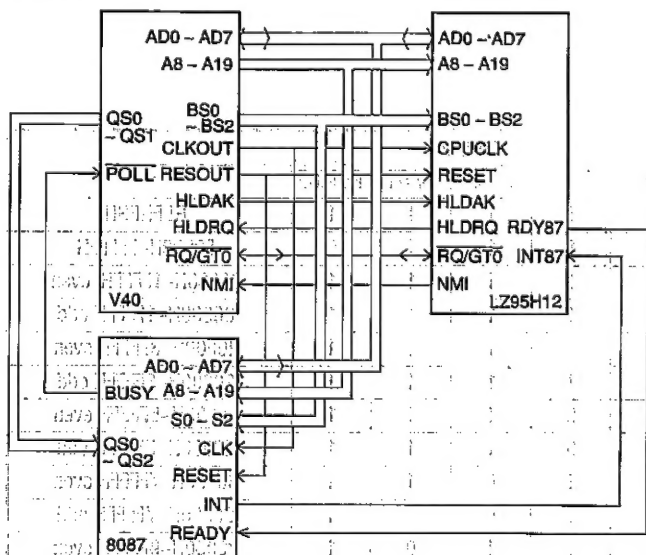 AD0 ~ AD7
A8 ~ A19
QS0
~ QS1
BS0
~ BS2
CLKOUT
POLL
RESOUT
HLDAK
HLDRQ
RQ/GT0
NMI
V40
AD0 ~ AD7
A8 ~ A19
BS0 ~ BS2
CPUCLK
RESET
HLDAK
HLDRQ
RDY87
RQ/GT0
INT87
NMI
LZ95H12
AD0 ~ AD7
BUSY
A8 ~ A19
S0 ~ S2
QS0
~ QS2
CLK
RESET
INT
READY
8087